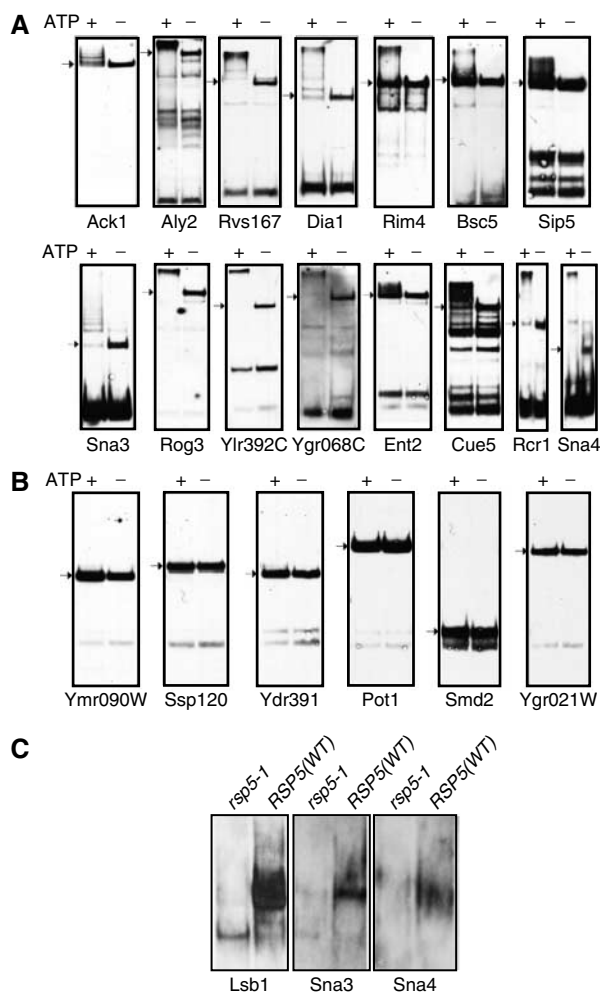 A
ATP + − + − + − + − + − + − + −
Ack1 Aly2 Rvs167 Dia1 Rim4 Bsc5 Sip5
ATP + − + − + − + − + − + − + − + −
Sna3 Rog3 Ylr392C Ygr068C Ent2 Cue5 Rcr1 Sna4
B
ATP + − + − + − + − + − + −
Ymr090W Ssp120 Ydr391 Pot1 Smd2 Ygr021W
C
rsp5-1 RSP5(WT) rsp5-1 RSP5(WT) rsp5-1 RSP5(WT)
Lsb1 Sna3 Sna4